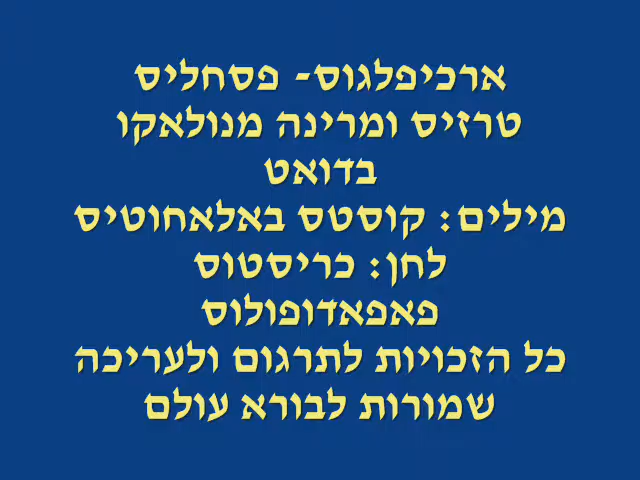 ארכיפלגוס- פסחליס
טרזיס ומרינה מנולאקו
בדואט
מילים: קוסטס באלאחוטיס
לחן: כריסטוס
פאפאדופולוס
כל הזכויות לתרגום ולעריכה
שמורות לבורא עולם